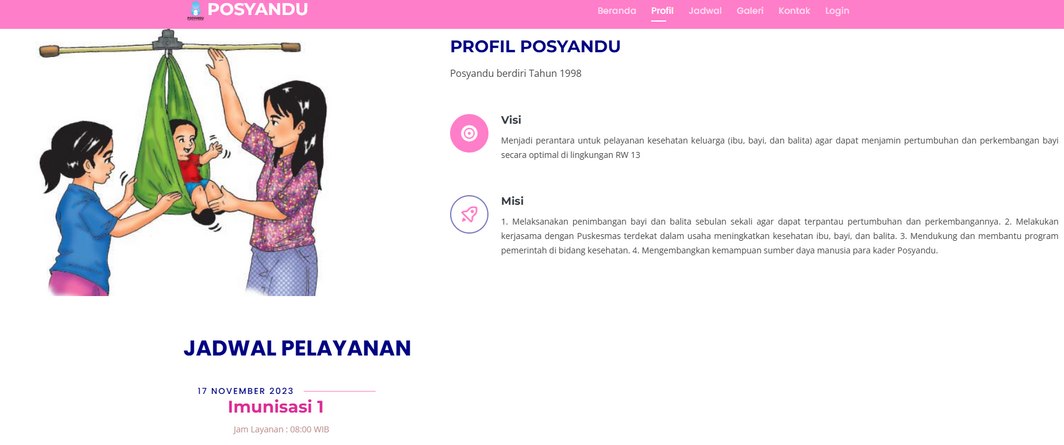 POSYANDU
Beranda Profil Jadwal Galeri Kontak Login
PROFIL POSYANDU
Posyandu berdiri Tahun 1998
Visi
Menjadi perantara untuk pelayanan kesehatan keluarga (ibu, bayi, dan balita) agar dapat menjamin pertumbuhan dan perkembangan bayi
secara optimal di lingkungan RW 13
Misi
1. Melaksanakan penimbangan bayi dan balita sebulan sekali agar dapat terpantau pertumbuhan dan perkembangannya. 2. Melakukan
kerjasama dengan Puskesmas terdekat dalam usaha meningkatkan kesehatan ibu, bayi, dan balita. 3. Mendukung dan membantu program
pemerintah di bidang kesehatan. 4. Mengembangkan kemampuan sumber daya manusia para kader Posyandu.
JADWAL PELAYANAN
17 NOVEMBER 2023
Imunisasi 1
Jam Layanan : 08:00 WIB